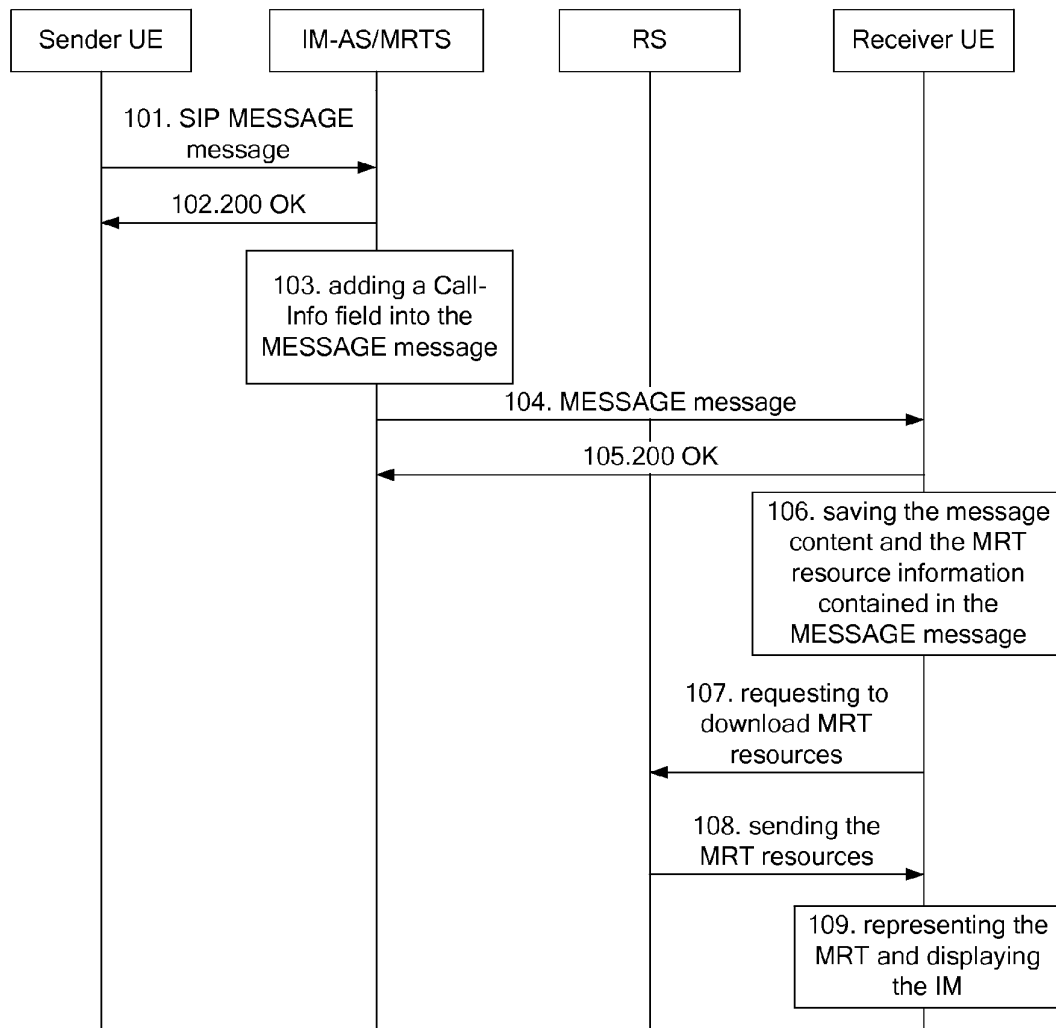 Sender UE
IM-AS/MRTS
RS
Receiver UE
101. SIP MESSAGE
message
102.200 OK
103. adding a Call-
Info field into the
MESSAGE message
104. MESSAGE message
105.200 OK
106. saving the message
content and the MRT
resource information
contained in the
MESSAGE message
107. requesting to
download MRT
resources
108. sending the
MRT resources
109. representing the
MRT and displaying
the IM